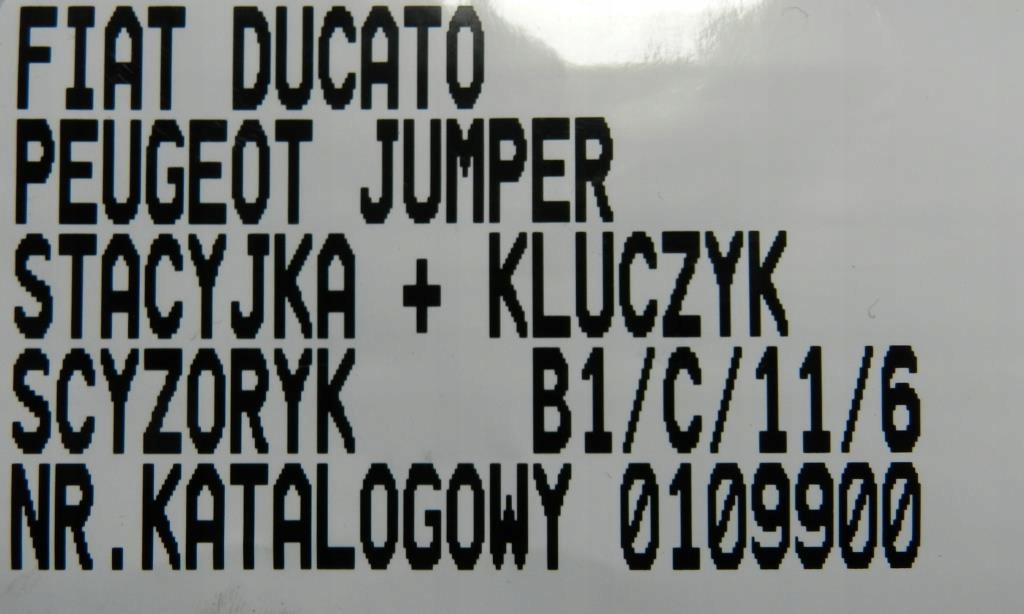 FIAT DUCATO
PEUGEOT JUMPER
STACYJKA + KLUCZYK
SCYZORYK B1/C/11/6
NR.KATALOGOWY 0109900